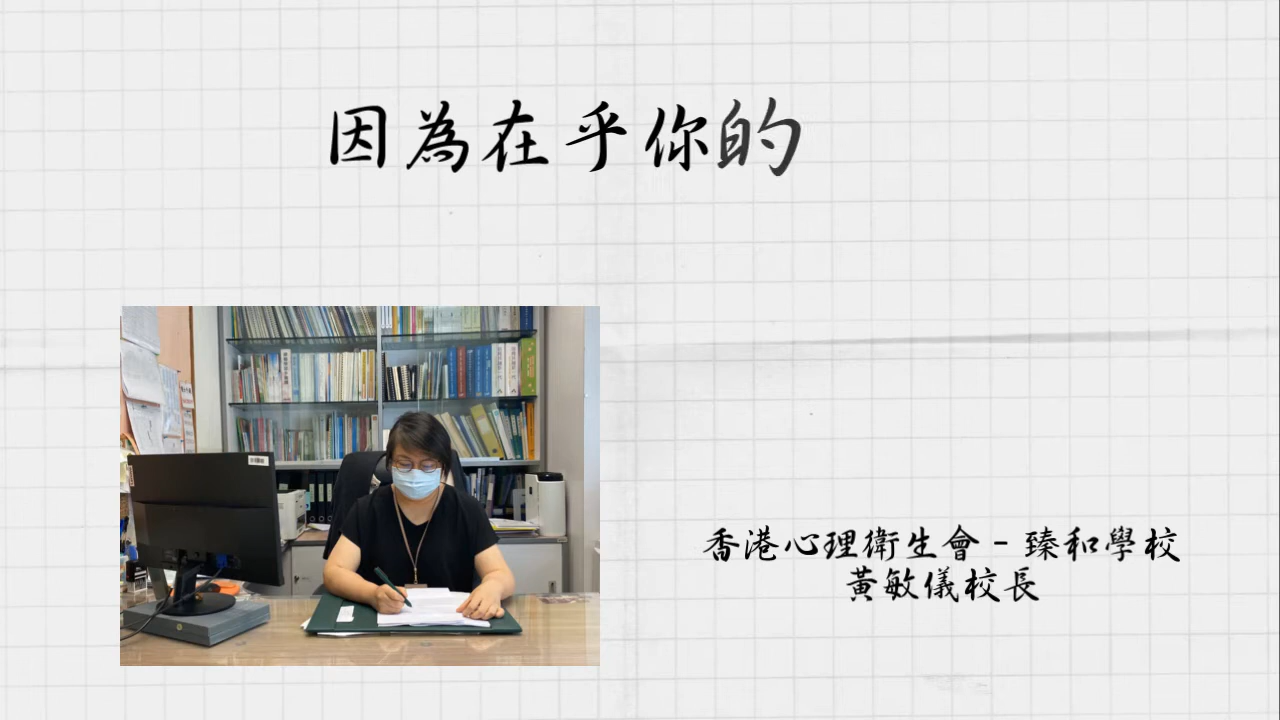 因為在乎你的
香港心理衛生會 - 臻和學校
黃敏儀校長